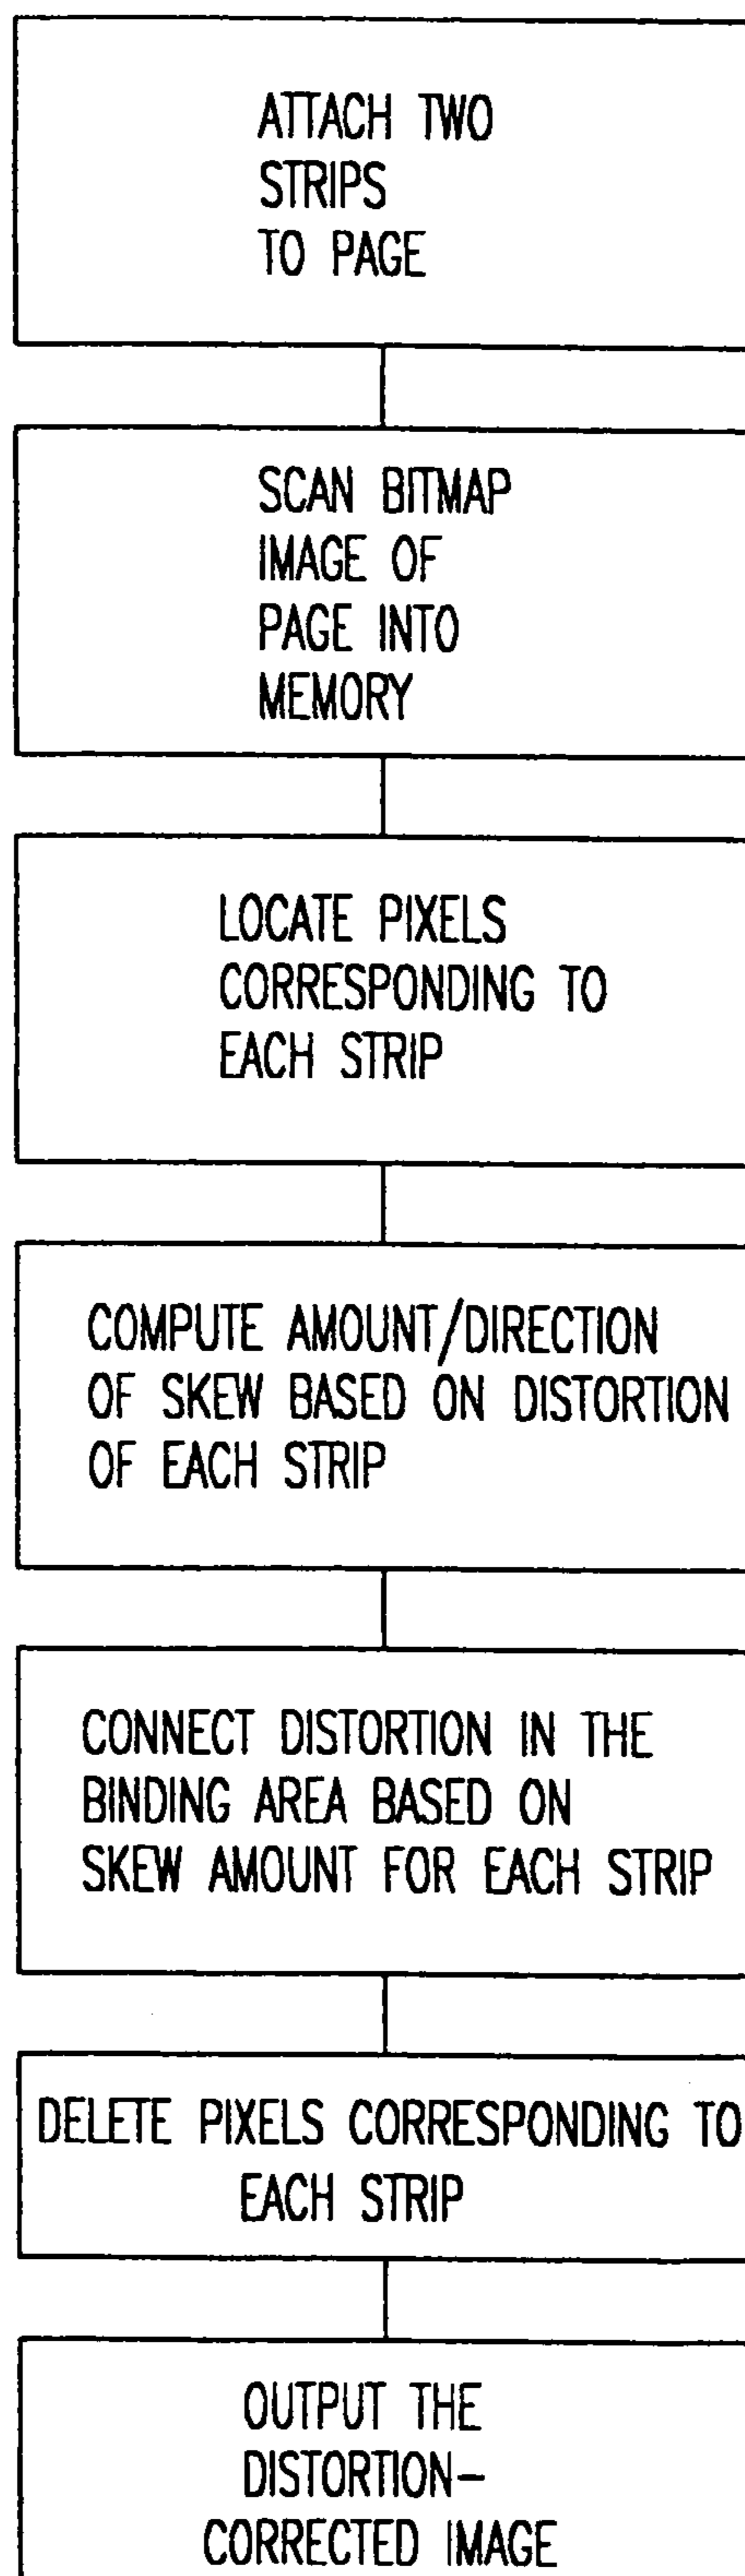 ATTACH TWO
STRIPS
TO PAGE
SCAN BITMAP
IMAGE OF
PAGE INTO
MEMORY
LOCATE PIXELS
CORRESPONDING TO
EACH STRIP
COMPUTE AMOUNT/DIRECTION
OF SKEW BASED ON DISTORTION
OF EACH STRIP
CONNECT DISTORTION IN THE
BINDING AREA BASED ON
SKEW AMOUNT FOR EACH STRIP
DELETE PIXELS CORRESPONDING TO
EACH STRIP
OUTPUT THE
DISTORTION-
CORRECTED IMAGE